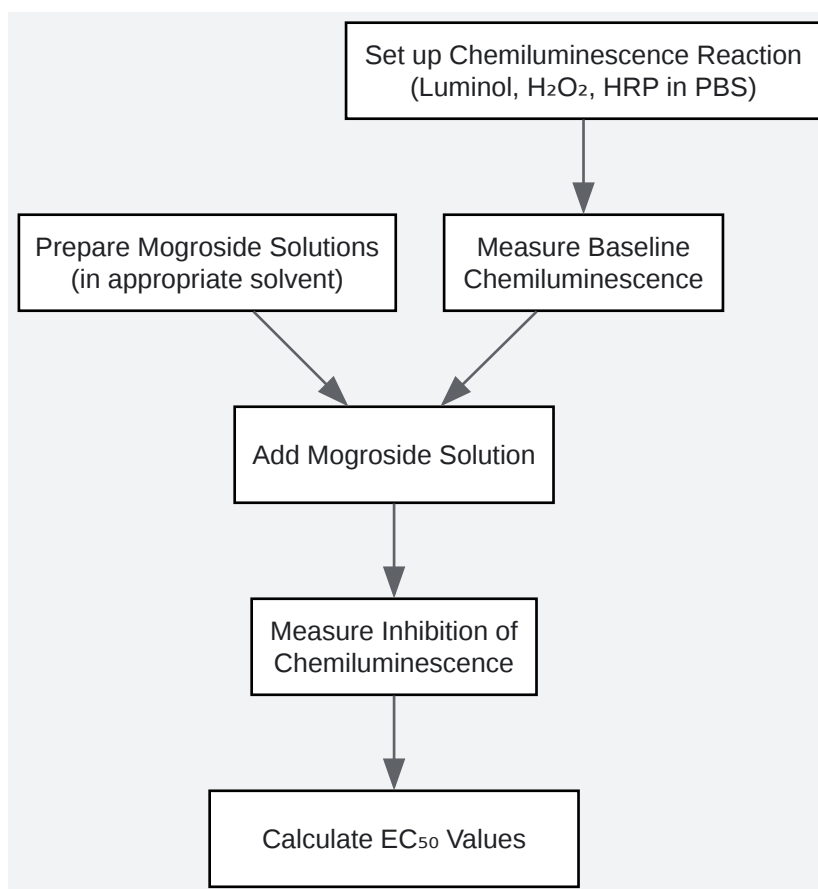 Set up Chemiluminescence Reaction
(Luminol, H₂O₂, HRP in PBS)
Prepare Mogroside Solutions
(in appropriate solvent)
Measure Baseline
Chemiluminescence
Add Mogroside Solution
Measure Inhibition of
Chemiluminescence
Calculate EC₅₀ Values